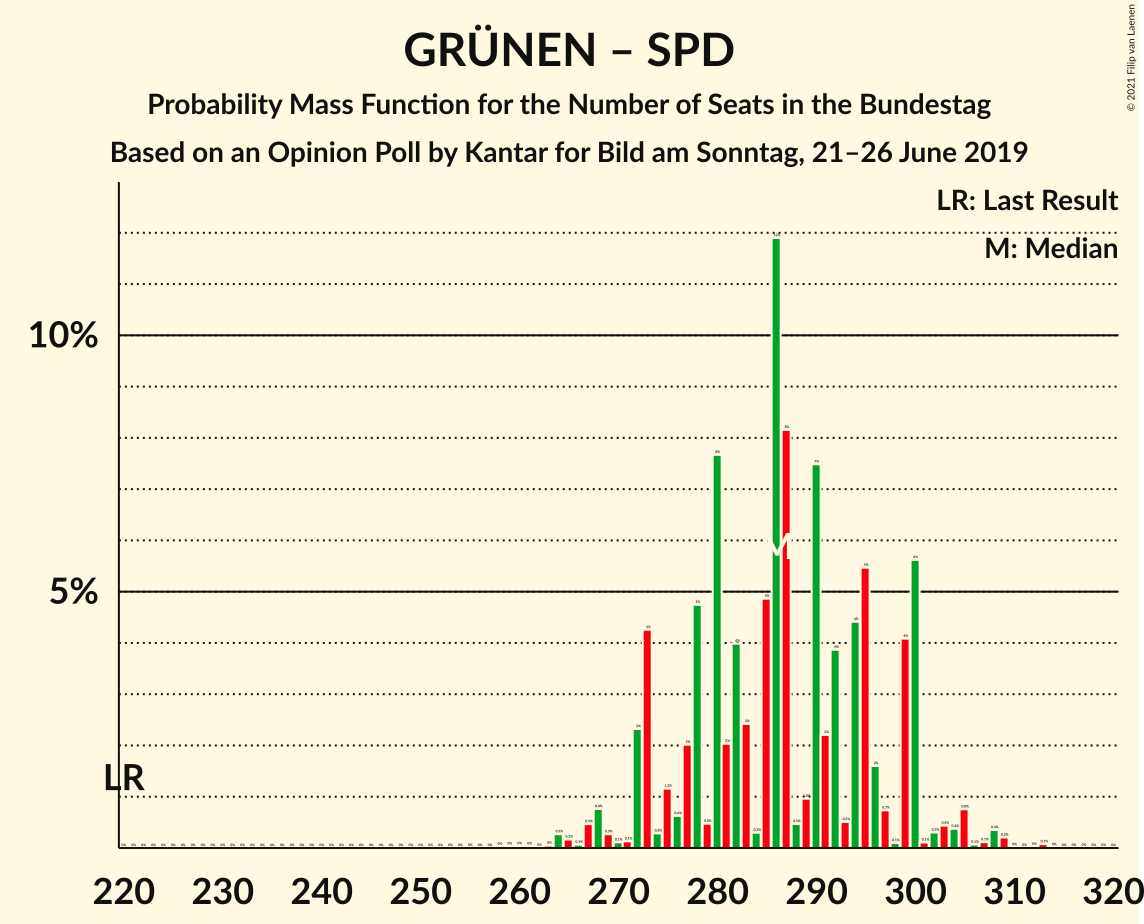 GRÜNEN – SPD
Probability Mass Function for the Number of Seats in the Bundestag
Based on an Opinion Poll by Kantar for Bild am Sonntag, 21–26 June 2019
© 2021 Filip van Laenen
LR: Last Result
M: Median
10%
5%
LR
M
220 230 240 250 260 270 280 290 300 310 320